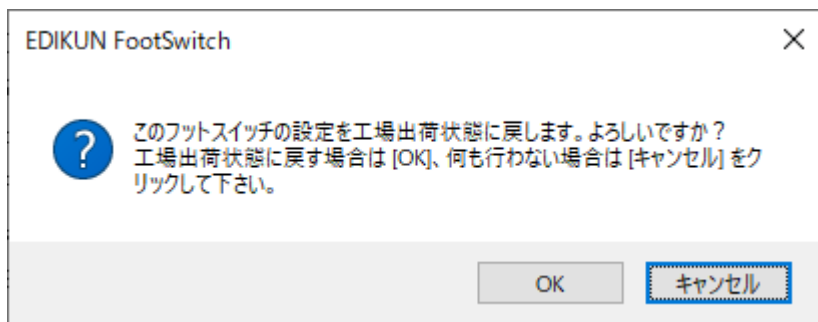 EDIKUN FootSwitch
このフットスイッチの設定を工場出荷状態に戻します。よろしいですか？
工場出荷状態に戻す場合は [OK]、何も行わない場合は [キャンセル] をク
リックして下さい。
OK
キャンセル